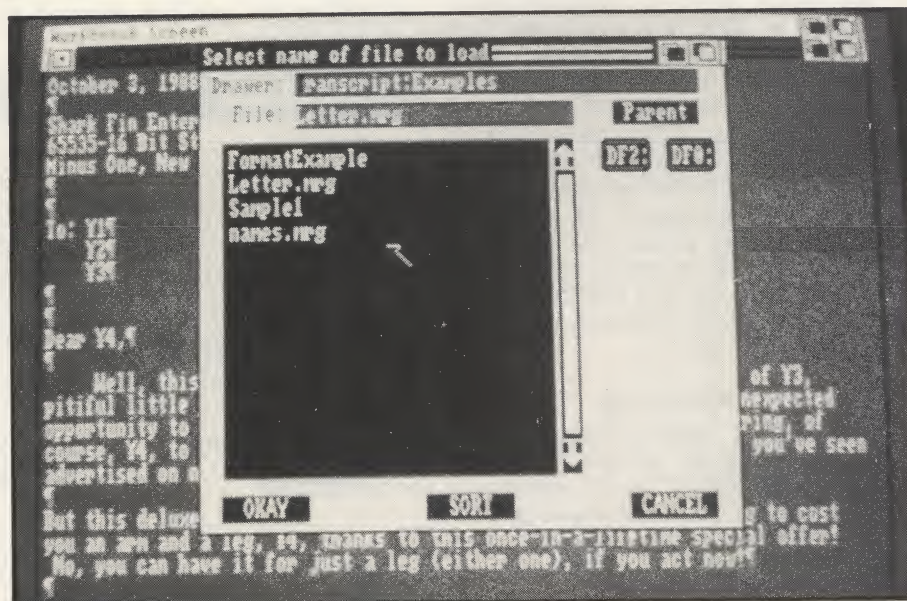 Workbench Screen
Select name of file to load
Drawer: ranscript:Examples
File: Letter.mrg
Parent
DF2: DF0:
FormatExample
Letter.mrg
Sample1
names.mrg
OKAY SORT CANCEL
October 3, 1988
¶
Shark Fin Enter
65535-16 Bit St
Minus One, New
¶
¶
To: Y1¶
Y2¶
Y3¶
¶
¶
Dear Y4,¶
¶
Well, this of Y3,
pitiful little nexpected
opportunity to ring, of
course, Y4, to you've seen
advertised on n
¶
But this deluxe g to cost
you an arm and a leg, Y4, thanks to this once-in-a-lifetime special offer!
No, you can have it for just a leg (either one), if you act now!¶
¶